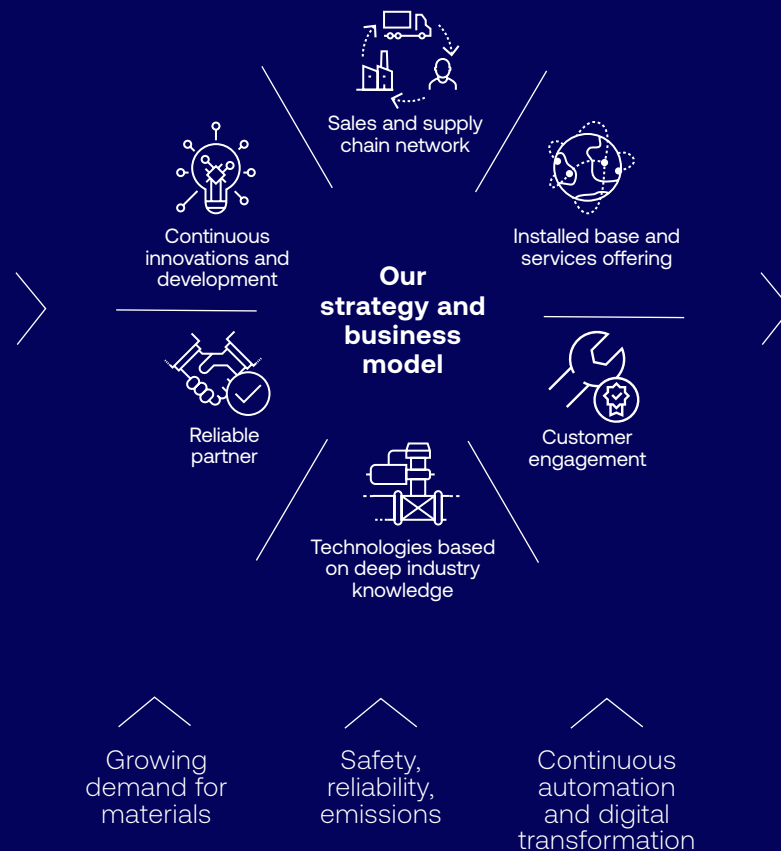 Sales and supply
chain network
Continuous
innovations and
development
Installed base and
services offering
Our
strategy and
business
model
Reliable
partner
Customer
engagement
Technologies based
on deep industry
knowledge
Growing
demand for
materials
Safety,
reliability,
emissions
Continuous
automation
and digital
transformation